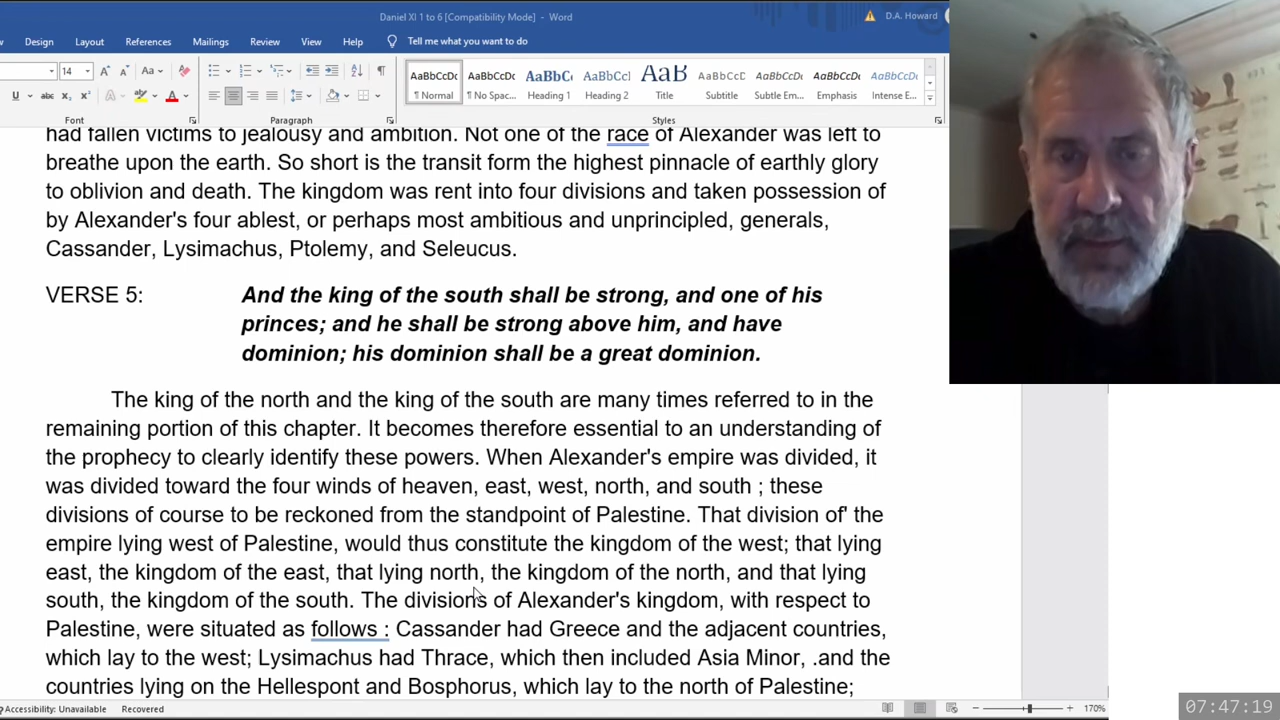 Daniel XI 1 to 6 [Compatibility Mode] - Word
D.A. Howard
Design Layout References Mailings Review View Help Tell me what you want to do
14 Aa
AaBbCcDc AaBbCcDc AaBbC AaBbCcI AaB AaBbCcD AaBbCcDc AaBbCcDc AaBbCcDc
¶ Normal ¶ No Spac... Heading 1 Heading 2 Title Subtitle Subtle Em... Emphasis Intense E...
Font Paragraph Styles
had fallen victims to jealousy and ambition. Not one of the race of Alexander was left to
breathe upon the earth. So short is the transit form the highest pinnacle of earthly glory
to oblivion and death. The kingdom was rent into four divisions and taken possession of
by Alexander's four ablest, or perhaps most ambitious and unprincipled, generals,
Cassander, Lysimachus, Ptolemy, and Seleucus.
VERSE 5: And the king of the south shall be strong, and one of his
princes; and he shall be strong above him, and have
dominion; his dominion shall be a great dominion.
The king of the north and the king of the south are many times referred to in the
remaining portion of this chapter. It becomes therefore essential to an understanding of
the prophecy to clearly identify these powers. When Alexander's empire was divided, it
was divided toward the four winds of heaven, east, west, north, and south ; these
divisions of course to be reckoned from the standpoint of Palestine. That division of' the
empire lying west of Palestine, would thus constitute the kingdom of the west; that lying
east, the kingdom of the east, that lying north, the kingdom of the north, and that lying
south, the kingdom of the south. The divisions of Alexander's kingdom, with respect to
Palestine, were situated as follows : Cassander had Greece and the adjacent countries,
which lay to the west; Lysimachus had Thrace, which then included Asia Minor, .and the
countries lying on the Hellespont and Bosphorus, which lay to the north of Palestine;
Accessibility: Unavailable Recovered 170%
07:47:19